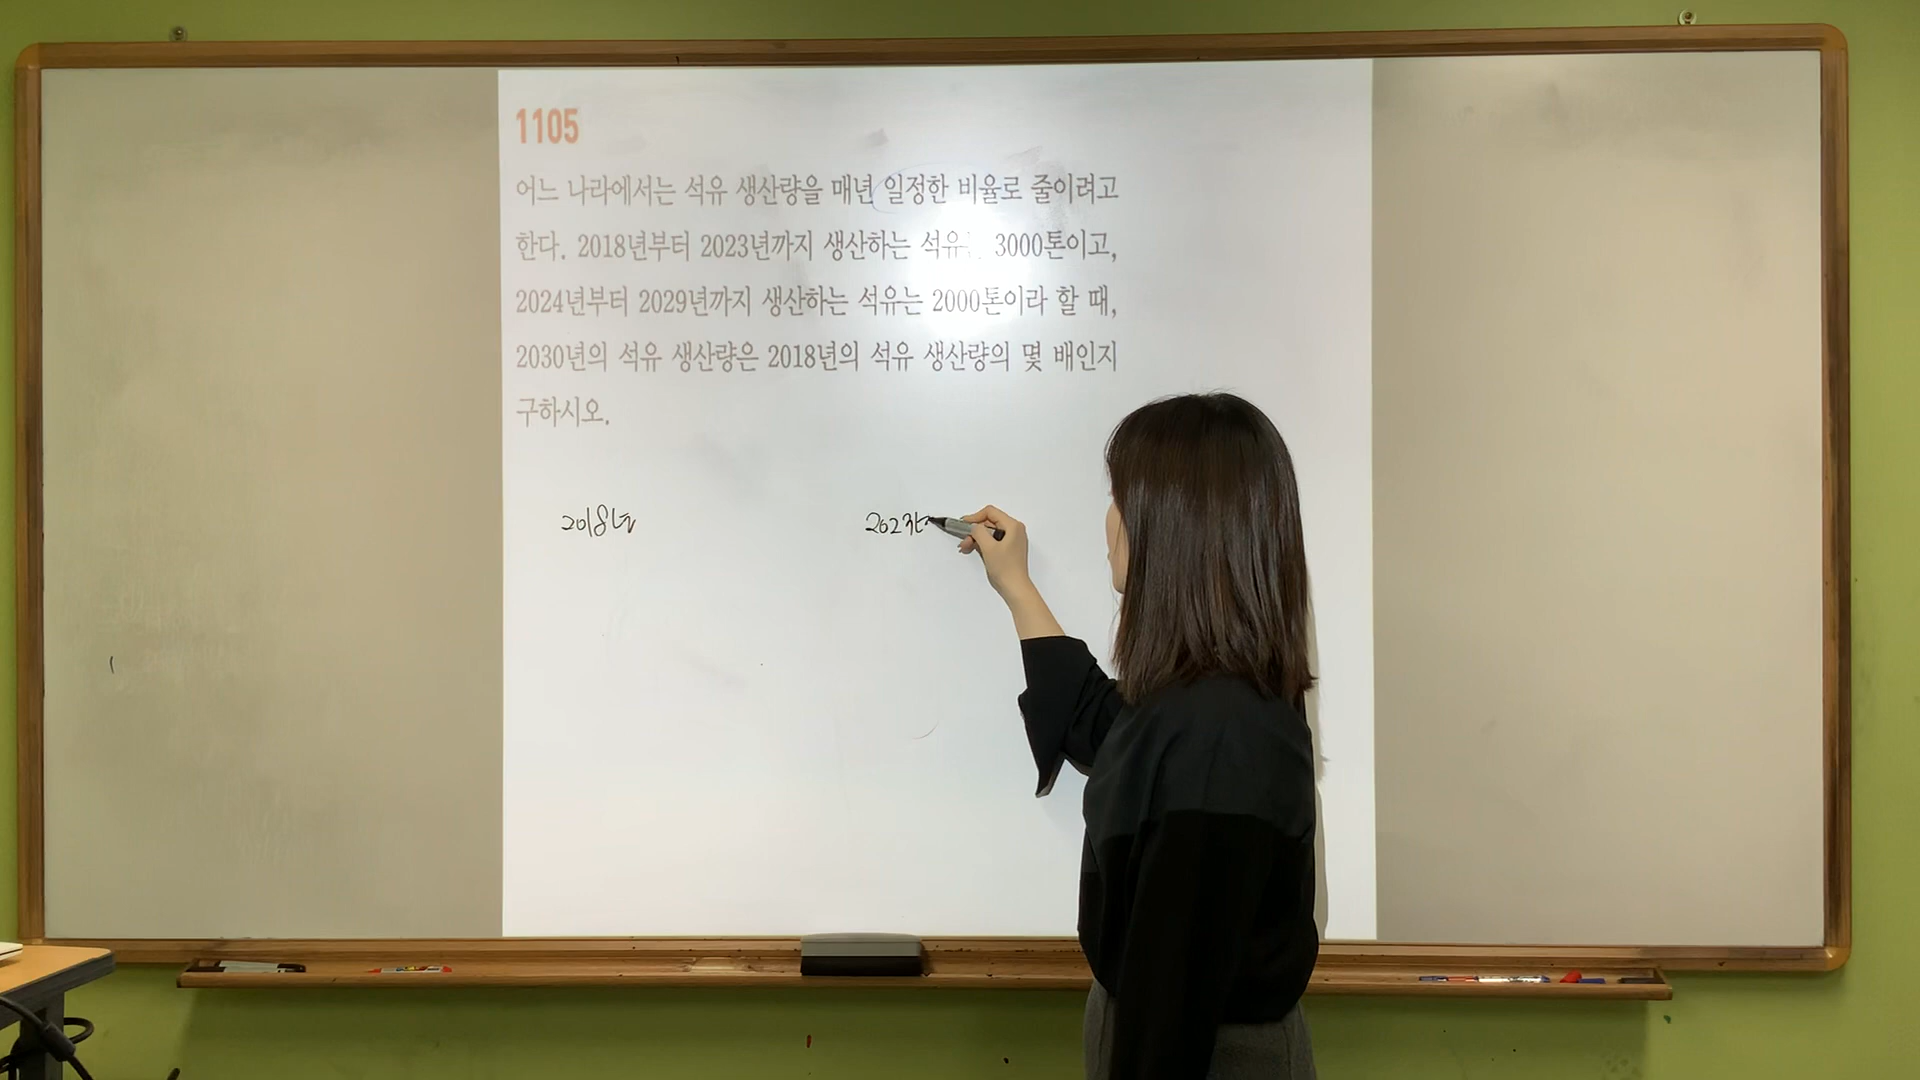 1105
어느 나라에서는 석유 생산량을 매년 일정한 비율로 줄이려고
한다. 2018년부터 2023년까지 생산하는 석유 3000톤이고,
2024년부터 2029년까지 생산하는 석유는 2000톤이라 할 때,
2030년의 석유 생산량은 2018년의 석유 생산량의 몇 배인지
구하시오.
2018년 2023